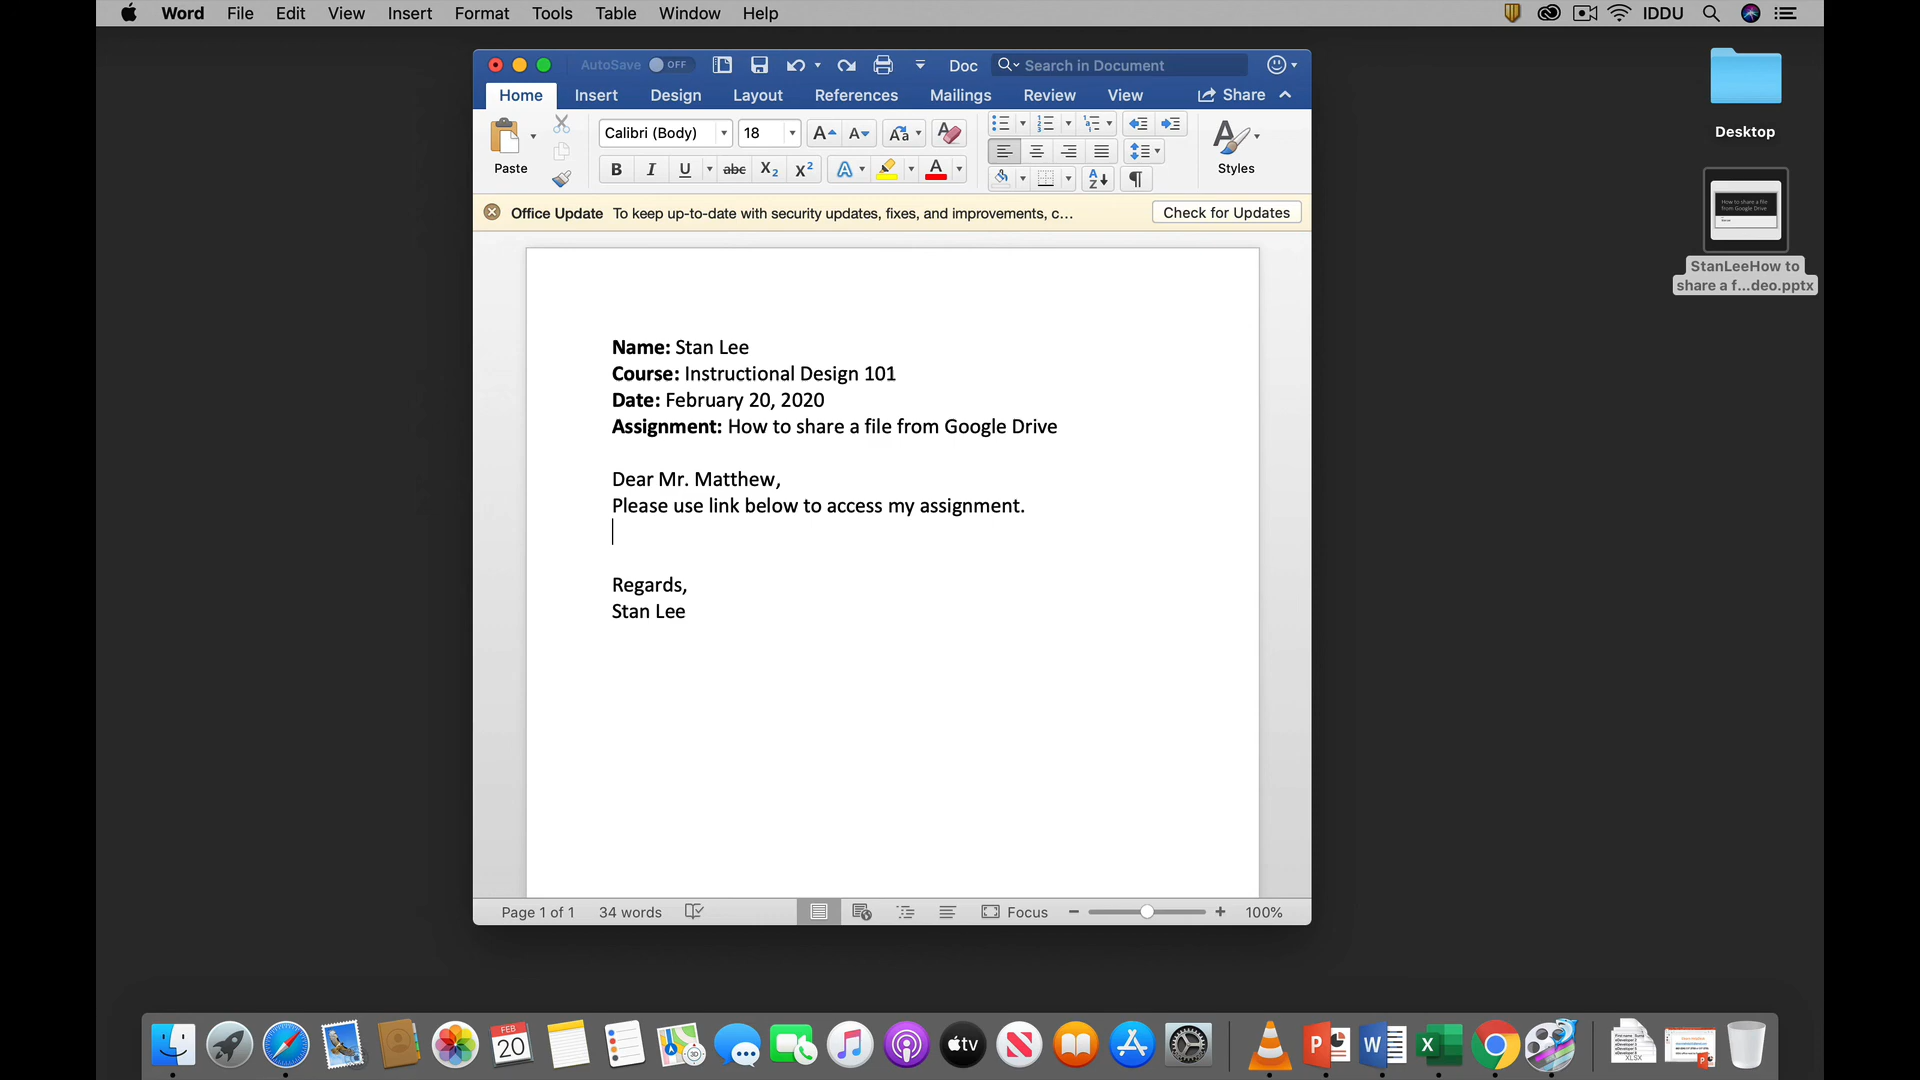 Word File Edit View Insert Format Tools Table Window Help IDDU
AutoSave OFF Doc Search in Document
Home Insert Design Layout References Mailings Review View Share
Calibri (Body) 18
Paste
Styles
Office Update To keep up-to-date with security updates, fixes, and improvements, c... Check for Updates
Name: Stan Lee
Course: Instructional Design 101
Date: February 20, 2020
Assignment: How to share a file from Google Drive
Dear Mr. Matthew,
Please use link below to access my assignment.
Regards,
Stan Lee
Page 1 of 1 34 words Focus 100%
Desktop
How to share a file
from Google Drive
StanLeeHow to
share a f...deo.pptx
FEB
20
tv
XLSX